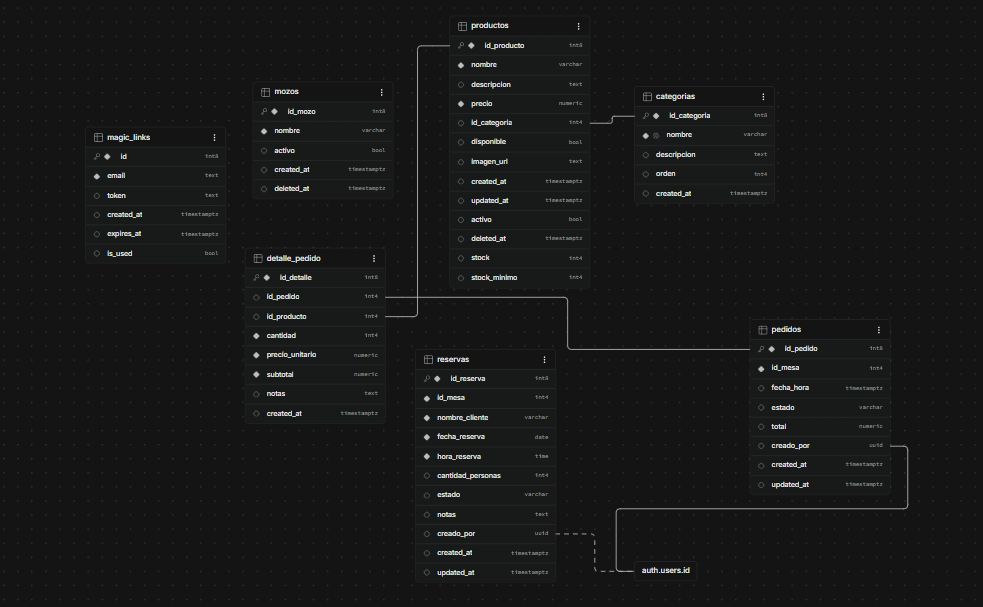 productos
id_producto int8
nombre varchar
descripcion text
precio numeric
id_categoria int4
disponible bool
imagen_url text
created_at timestamptz
updated_at timestamptz
activo bool
deleted_at timestamptz
stock int4
stock_minimo int4
mozos
id_mozo int8
nombre varchar
activo bool
created_at timestamptz
deleted_at timestamptz
categorias
id_categoria int8
nombre varchar
descripcion text
orden int4
created_at timestamptz
magic_links
id int8
email text
token text
created_at timestamptz
expires_at timestamptz
is_used bool
detalle_pedido
id_detalle int8
id_pedido int4
id_producto int4
cantidad int4
precio_unitario numeric
subtotal numeric
notas text
created_at timestamptz
pedidos
id_pedido int8
id_mesa int4
fecha_hora timestamptz
estado varchar
total numeric
creado_por uuid
created_at timestamptz
updated_at timestamptz
reservas
id_reserva int8
id_mesa int4
nombre_cliente varchar
fecha_reserva date
hora_reserva time
cantidad_personas int4
estado varchar
notas text
creado_por uuid
created_at timestamptz
updated_at timestamptz
auth.users.id